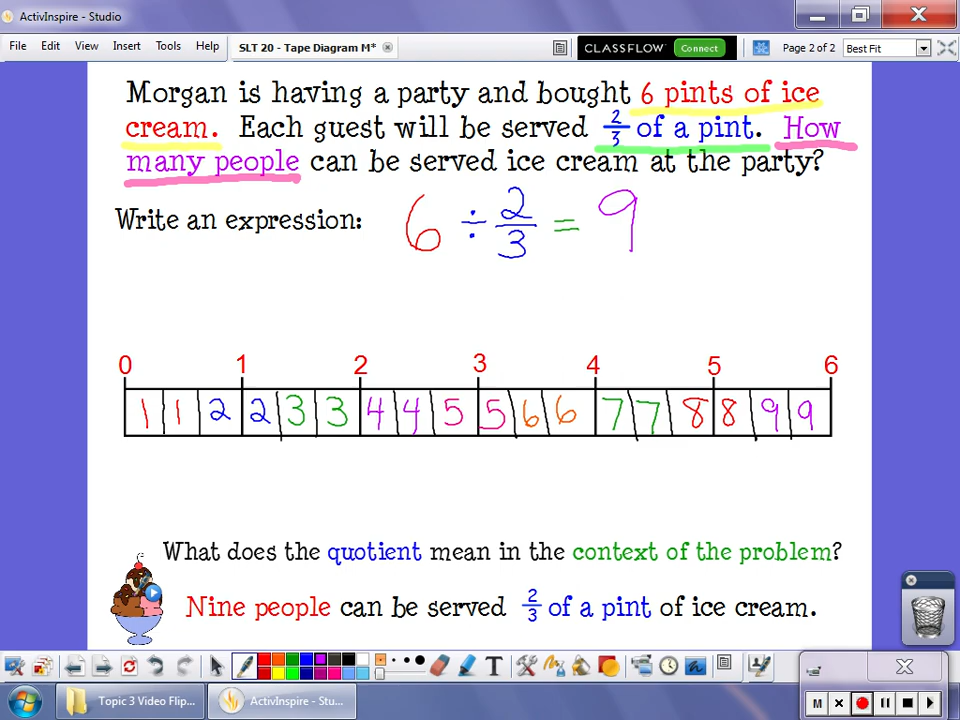 ActivInspire - Studio
File Edit View Insert Tools Help SLT 20 - Tape Diagram M* CLASSFLOW Connect Page 2 of 2 Best Fit
Morgan is having a party and bought 6 pints of ice
cream. Each guest will be served 2/3 of a pint. How
many people can be served ice cream at the party?
Write an expression: 6 ÷ 2/3 = 9
0 1 2 3 4 5 6
1 1 2 2 3 3 4 4 5 5 6 6 7 7 8 8 9 9
What does the quotient mean in the context of the problem?
Nine people can be served 2/3 of a pint of ice cream.
Topic 3 Video Flip... ActivInspire - Stu... M